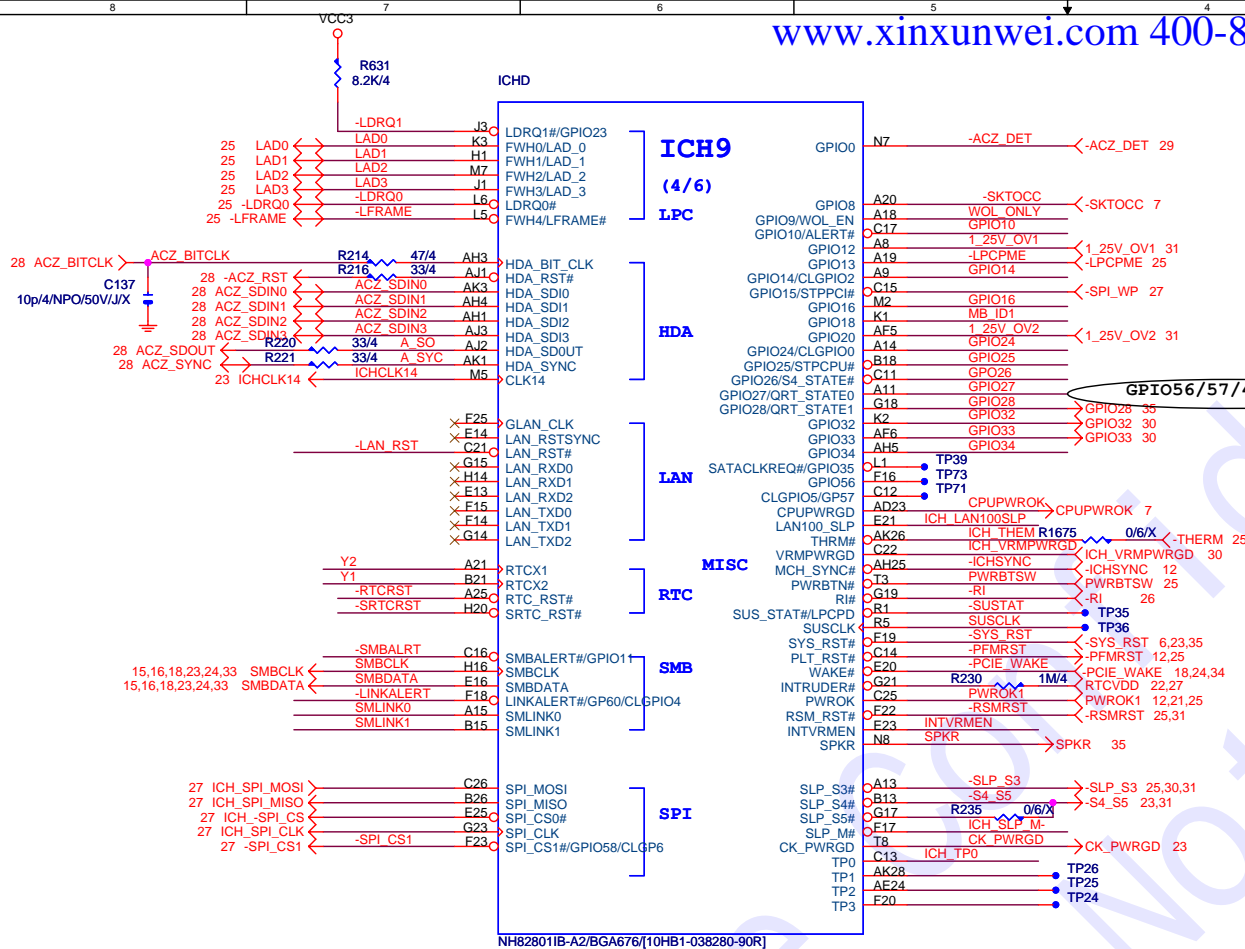 8 7 6 5 4
www.xinxunwei.com 400-8
VCC3
R631
8.2K/4
ICHD
ICH9
(4/6)
LPC
HDA
LAN
RTC
MISC
SMB
SPI
-LDRQ1 J3 LDRQ1#/GPIO23
25 LAD0 LAD0 K3 FWH0/LAD_0
25 LAD1 LAD1 H1 FWH1/LAD_1
25 LAD2 LAD2 M7 FWH2/LAD_2
25 LAD3 LAD3 J1 FWH3/LAD_3
25 -LDRQ0 -LDRQ0 L6 LDRQ0#
25 -LFRAME -LFRAME L5 FWH4/LFRAME#
28 ACZ_BITCLK ACZ_BITCLK R214 47/4 AH3 HDA_BIT_CLK
C137
10p/4/NPO/50V/J/X
28 -ACZ_RST R216 33/4 AJ1 HDA_RST#
28 ACZ_SDIN0 ACZ_SDIN0 AK3 HDA_SDI0
28 ACZ_SDIN1 ACZ_SDIN1 AH4 HDA_SDI1
28 ACZ_SDIN2 ACZ_SDIN2 AH1 HDA_SDI2
28 ACZ_SDIN3 ACZ_SDIN3 AJ3 HDA_SDI3
28 ACZ_SDOUT R220 33/4 A_SO AJ2 HDA_SD0UT
28 ACZ_SYNC R221 33/4 A_SYC AK1 HDA_SYNC
23 ICHCLK14 ICHCLK14 M5 CLK14
F25 GLAN_CLK
E14 LAN_RSTSYNC
-LAN_RST C21 LAN_RST#
G15 LAN_RXD0
H14 LAN_RXD1
E13 LAN_RXD2
F15 LAN_TXD0
F14 LAN_TXD1
G14 LAN_TXD2
Y2 A21 RTCX1
Y1 B21 RTCX2
-RTCRST A25 RTC_RST#
-SRTCRST H20 SRTC_RST#
-SMBALRT C16 SMBALERT#/GPIO11
15,16,18,23,24,33 SMBCLK SMBCLK H16 SMBCLK
15,16,18,23,24,33 SMBDATA SMBDATA E16 SMBDATA
-LINKALERT F18 LINKALERT#/GP60/CLGPIO4
SMLINK0 A15 SMLINK0
SMLINK1 B15 SMLINK1
27 ICH_SPI_MOSI C26 SPI_MOSI
27 ICH_SPI_MISO B26 SPI_MISO
27 ICH_-SPI_CS E25 SPI_CS0#
27 ICH_SPI_CLK G23 SPI_CLK
27 -SPI_CS1 -SPI_CS1 F23 SPI_CS1#/GPIO58/CLGP6
GPIO0 N7 -ACZ_DET -ACZ_DET 29
GPIO8 A20 -SKTOCC -SKTOCC 7
GPIO9/WOL_EN A18 WOL_ONLY
GPIO10/ALERT# C17 GPIO10
GPIO12 A8 1_25V_OV1 1_25V_OV1 31
GPIO13 A19 -LPCPME -LPCPME 25
GPIO14/CLGPIO2 A9 GPIO14
GPIO15/STPPCI# C15 -SPI_WP 27
GPIO16 M2 GPIO16
GPIO18 K1 MB_ID1
GPIO20 AF5 1_25V_OV2 1_25V_OV2 31
GPIO24/CLGPIO0 A14 GPIO24
GPIO25/STPCPU# B18 GPIO25
GPIO26/S4_STATE# C11 GPO26
GPIO27/QRT_STATE0 A11 GPIO27
GPIO56/57/4
GPIO28/QRT_STATE1 G18 GPIO28 GPIO28 35
GPIO32 K2 GPIO32 GPIO32 30
GPIO33 AF6 GPIO33 GPIO33 30
GPIO34 AH5 GPIO34
SATACLKREQ#/GPIO35 L1 TP39
GPIO56 F16 TP73
CLGPIO5/GP57 C12 TP71
CPUPWRGD AD23 CPUPWROK CPUPWROK 7
LAN100_SLP E21 ICH_LAN100SLP
THRM# AK26 ICH_THEM R1675 0/6/X -THERM 25
VRMPWRGD C22 ICH_VRMPWRGD ICH_VRMPWRGD 30
MCH_SYNC# AH25 -ICHSYNC -ICHSYNC 12
PWRBTN# T3 PWRBTSW PWRBTSW 25
RI# G19 -RI -RI 26
SUS_STAT#/LPCPD R1 -SUSTAT TP35
SUSCLK R5 SUSCLK TP36
SYS_RST# F19 -SYS_RST -SYS_RST 6,23,35
PLT_RST# C14 -PFMRST -PFMRST 12,25
WAKE# E20 -PCIE_WAKE -PCIE_WAKE 18,24,34
INTRUDER# G21 R230 1M/4 RTCVDD 22,27
PWROK C25 PWROK1 PWROK1 12,21,25
RSM_RST# F22 -RSMRST -RSMRST 25,31
INTVRMEN E23 INTVRMEN
SPKR N8 SPKR SPKR 35
SLP_S3# A13 -SLP_S3 -SLP_S3 25,30,31
SLP_S4# B13 -S4_S5 -S4_S5 23,31
SLP_S5# G17 R235 0/6/X
SLP_M# F17 ICH_SLP_M-
CK_PWRGD T8 CK_PWRGD CK_PWRGD 23
TP0 C13 ICH_TP0
TP1 AK28 TP26
TP2 AE24 TP25
TP3 F20 TP24
NH82801IB-A2/BGA676/[10HB1-038280-90R]